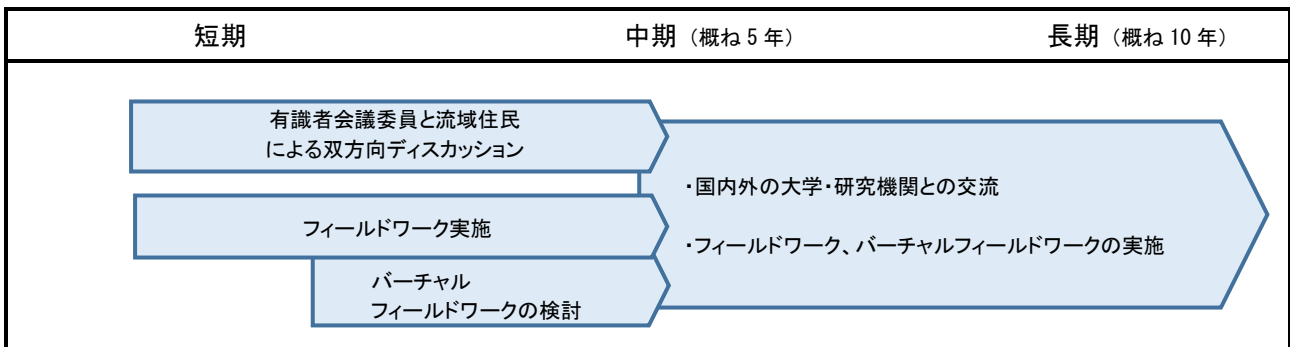 短期 中期（概ね 5 年） 長期（概ね 10 年）
有識者会議委員と流域住民
による双方向ディスカッション
フィールドワーク実施
バーチャル
フィールドワークの検討
・国内外の大学・研究機関との交流
・フィールドワーク、バーチャルフィールドワークの実施